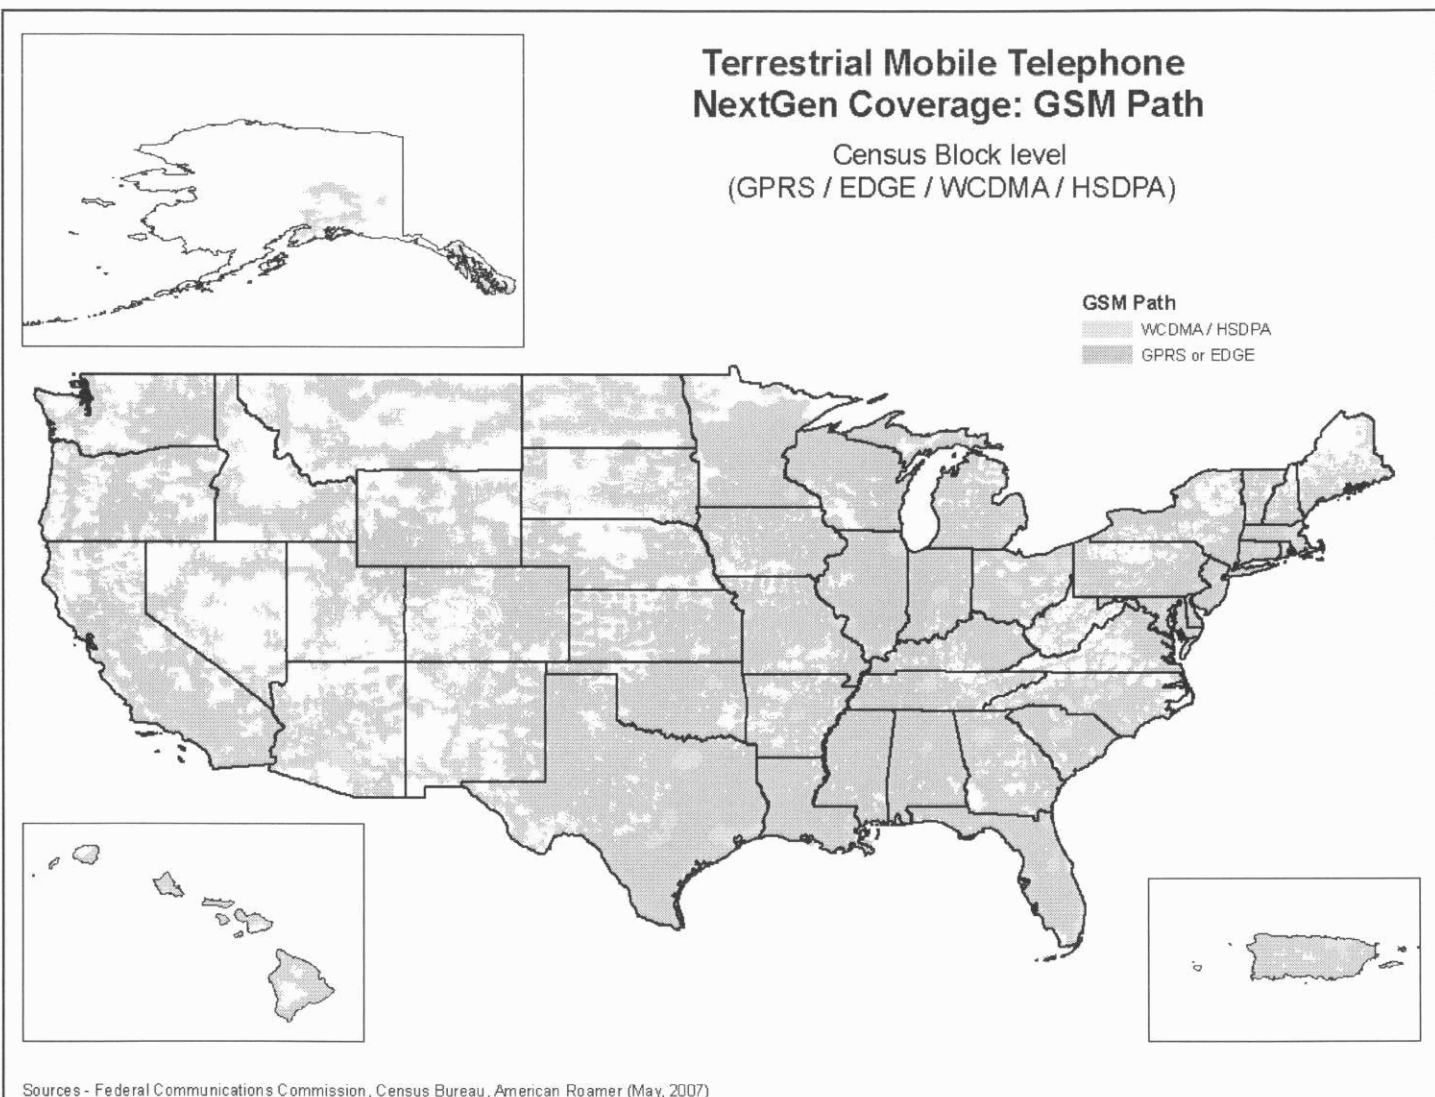 Terrestrial Mobile Telephone
NextGen Coverage: GSM Path
Census Block level
(GPRS / EDGE / WCDMA / HSDPA)
GSM Path
WCDMA / HSDPA
GPRS or EDGE
Sources - Federal Communications Commission, Census Bureau, American Roamer (May, 2007)